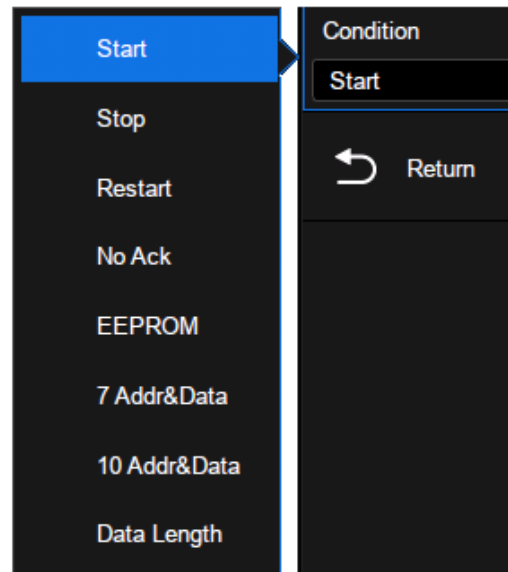 Start
Stop
Restart
No Ack
EEPROM
7 Addr&Data
10 Addr&Data
Data Length
Condition
Start
Return